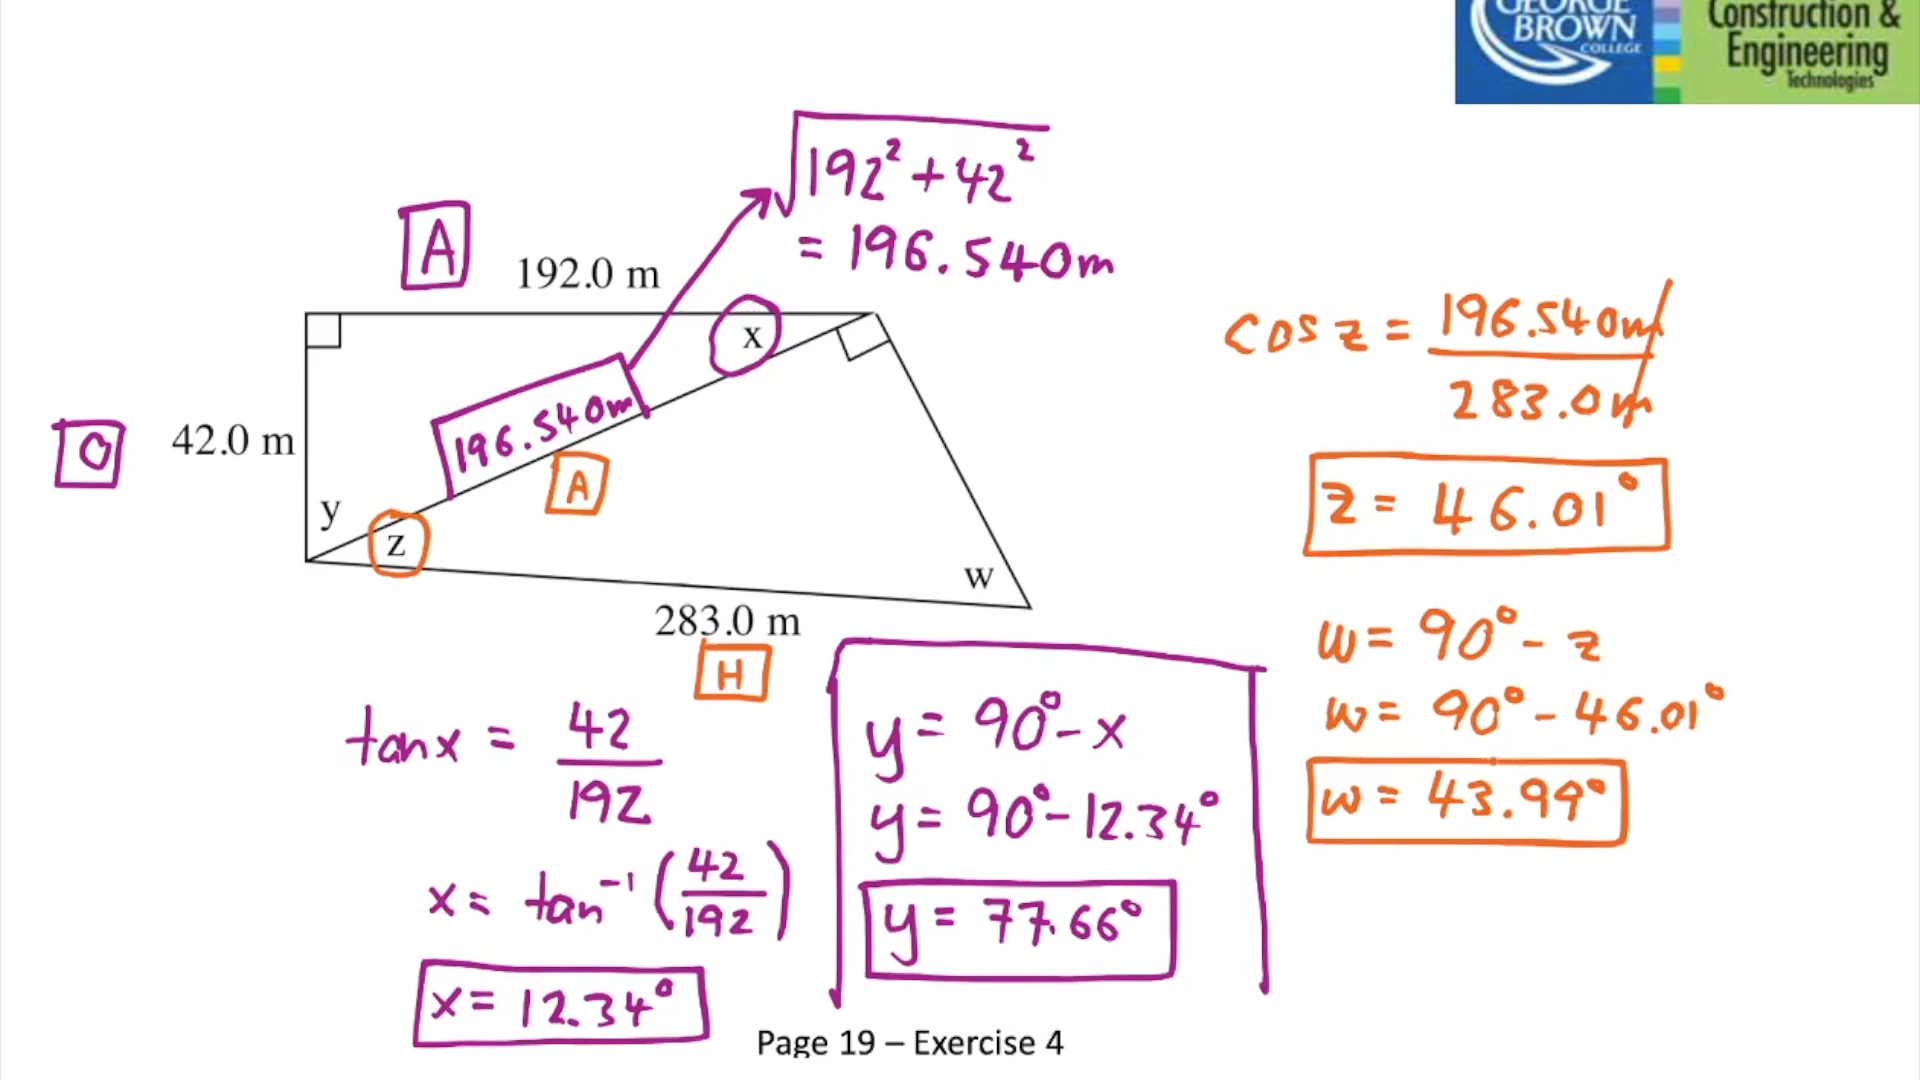 GEORGE
BROWN
COLLEGE
Construction &
Engineering
Technologies
√192² + 42²
= 196.540m
A
192.0 m
x
196.540m
O
42.0 m
A
y
z
w
283.0 m
H
cos z = 196.540m
283.0m
z = 46.01°
w = 90° - z
w = 90° - 46.01°
w = 43.99°
tan x = 42
192
x = tan⁻¹ (42/192)
x = 12.34°
y = 90° - x
y = 90° - 12.34°
y = 77.66°
Page 19 – Exercise 4